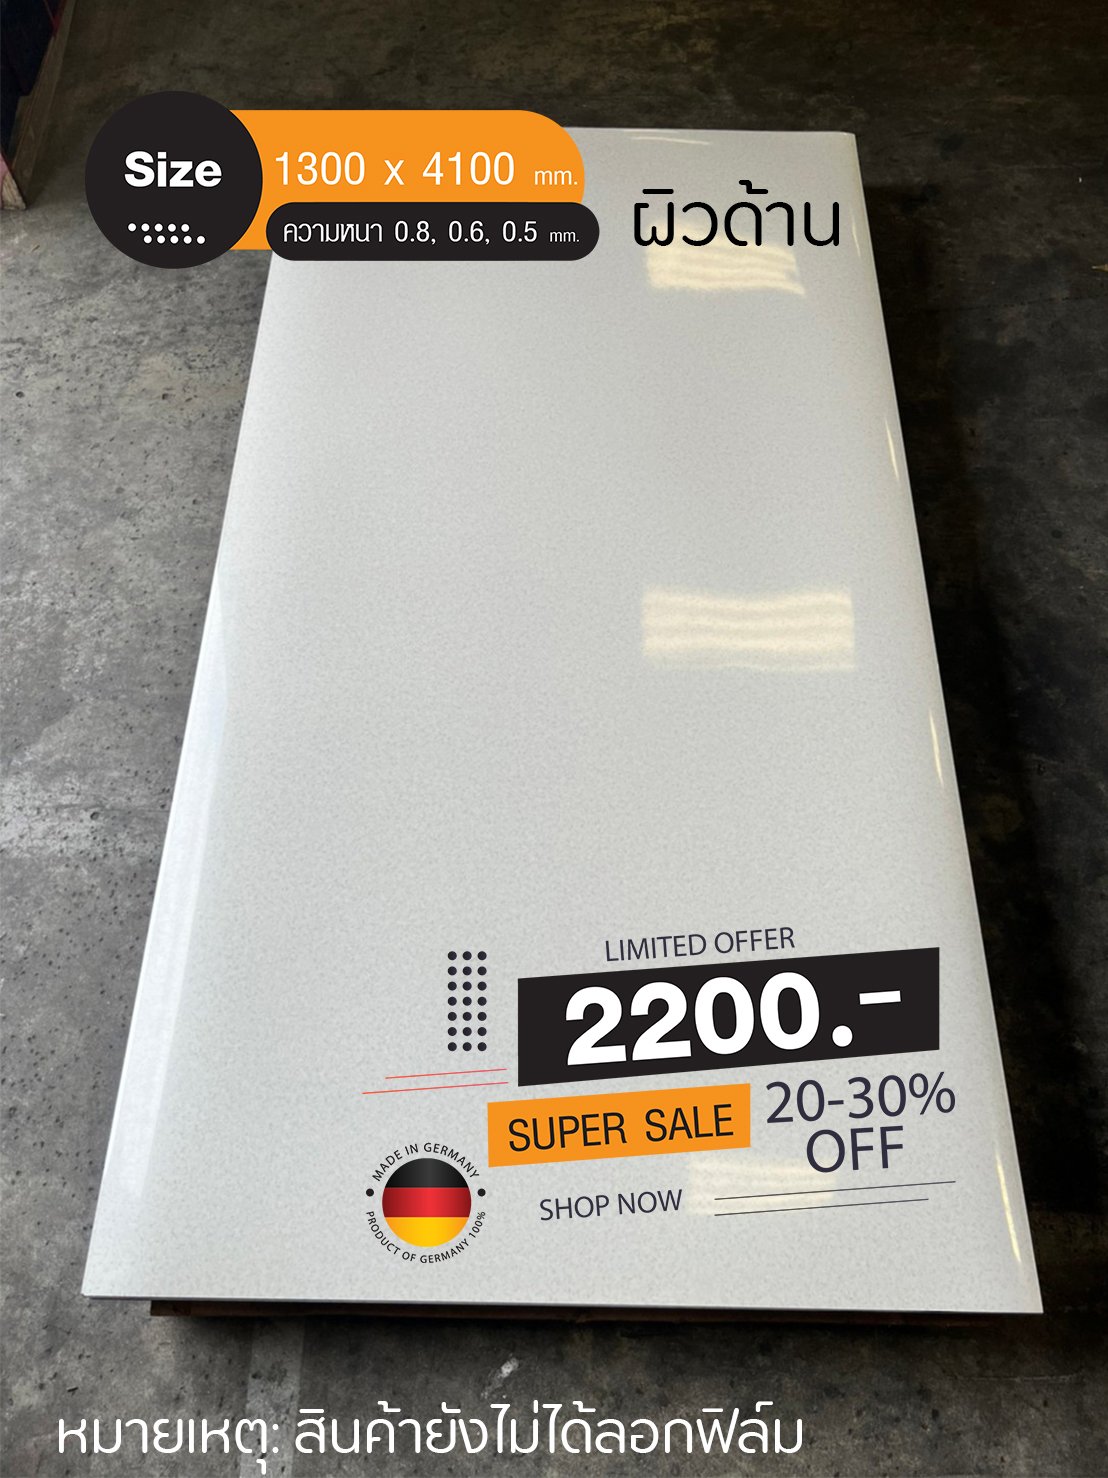 Size
1300 x 4100 mm.
ความหนา 0.8, 0.6, 0.5 mm.
ผิวด้าน
LIMITED OFFER
2200.-
SUPER SALE
20-30%
OFF
SHOP NOW
MADE IN GERMANY
PRODUCT OF GERMANY 100%
หมายเหตุ: สินค้ายังไม่ได้ลอกฟิล์ม